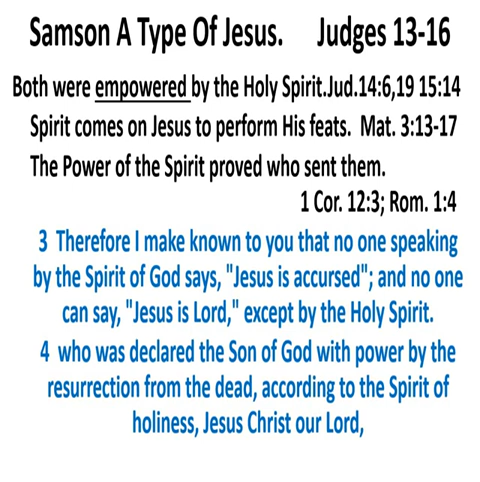 Samson A Type Of Jesus. Judges 13-16
Both were empowered by the Holy Spirit.Jud.14:6,19 15:14
Spirit comes on Jesus to perform His feats. Mat. 3:13-17
The Power of the Spirit proved who sent them.
1 Cor. 12:3; Rom. 1:4
3 Therefore I make known to you that no one speaking
by the Spirit of God says, "Jesus is accursed"; and no one
can say, "Jesus is Lord," except by the Holy Spirit.
4 who was declared the Son of God with power by the
resurrection from the dead, according to the Spirit of
holiness, Jesus Christ our Lord,